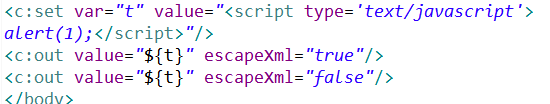 <c:set var="t" value="<script type='text/javascript'>
alert(1);</script>"/>
<c:out value="${t}" escapeXml="true"/>
<c:out value="${t}" escapeXml="false"/>
</body>